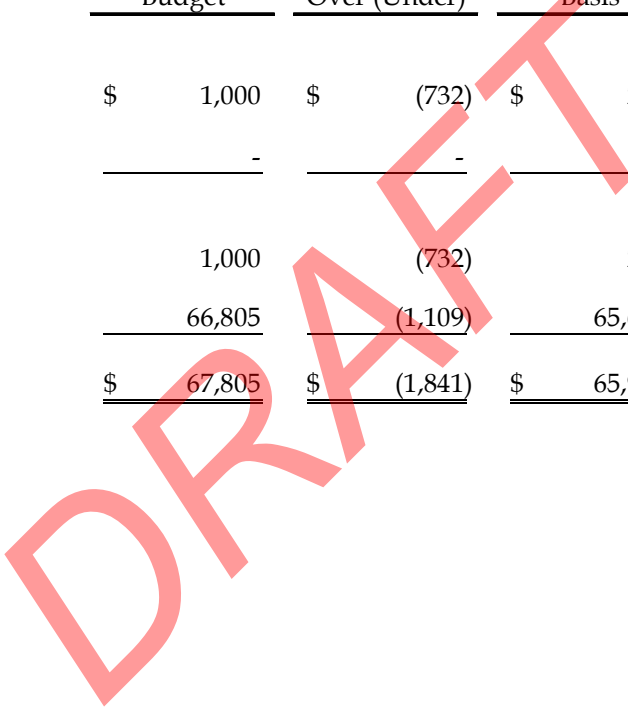 Budget Over (Under) Basis
$ 1,000 $ (732) $
- -
1,000 (732)
66,805 (1,109) 65,
$ 67,805 $ (1,841) $ 65,
DRAFT